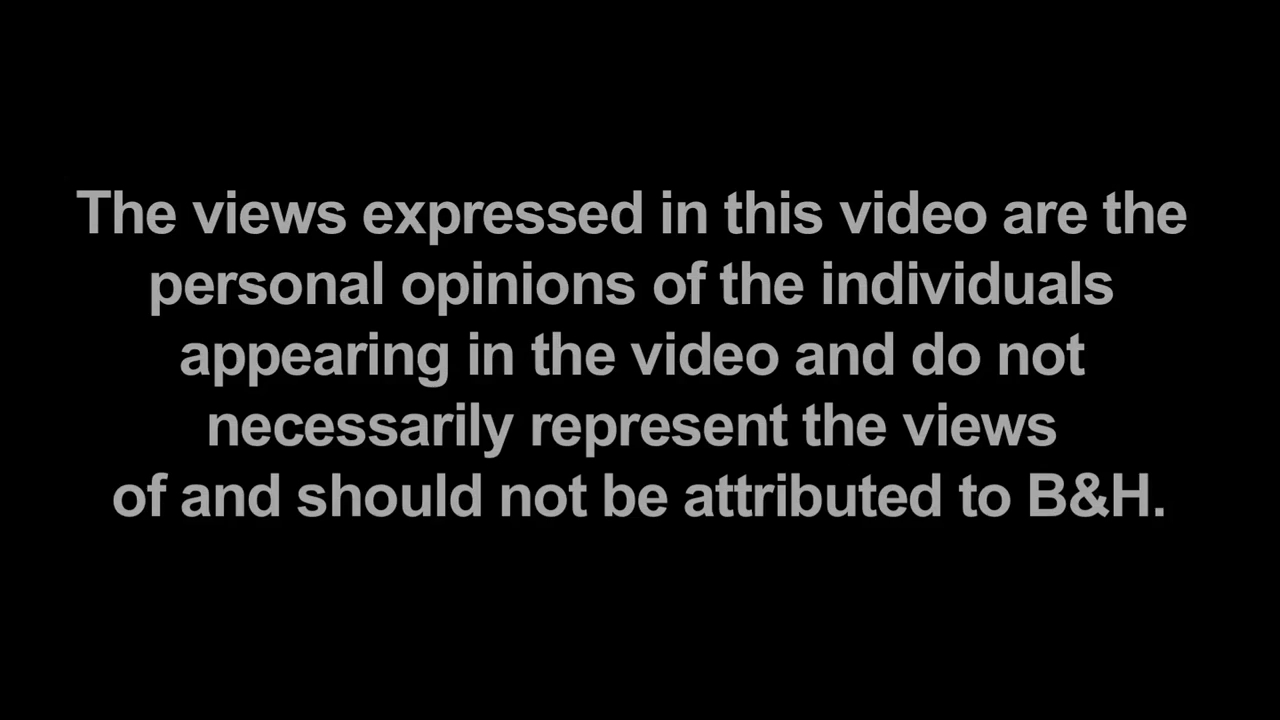 The views expressed in this video are the
personal opinions of the individuals
appearing in the video and do not
necessarily represent the views
of and should not be attributed to B&H.